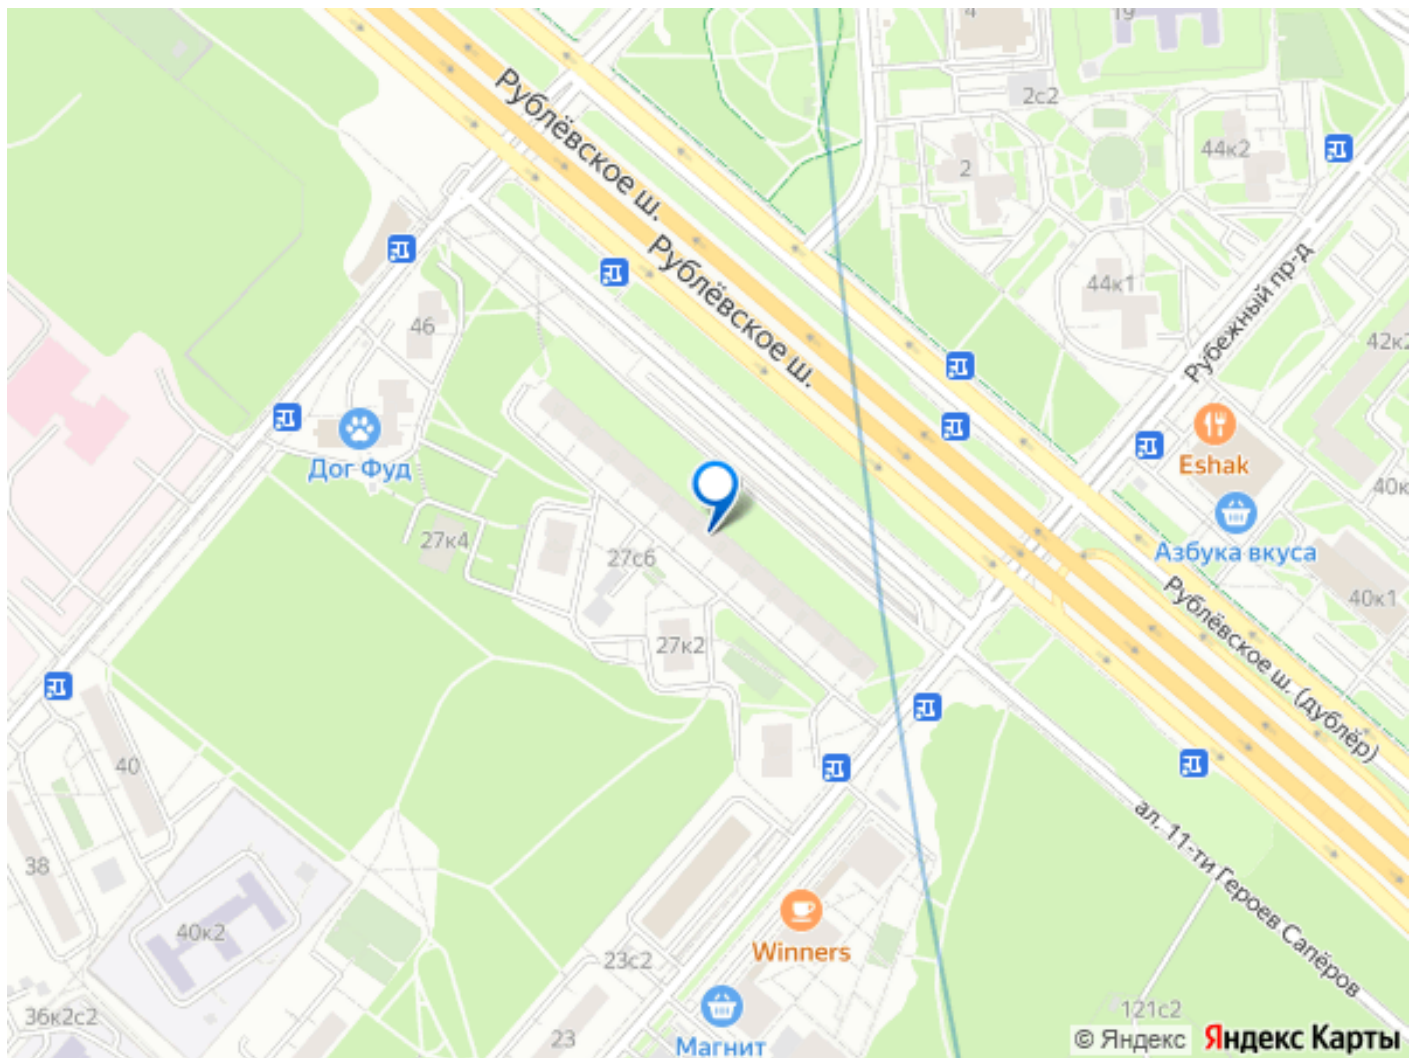 4
19
2с2
Рублёвское ш.
44к2
2
Рублёвское ш.
Рубежный пр-д
44к1
46
42к2
Дог Фуд
Eshak
40к
27к4
27с6
Азбука вкуса
40к1
27к2
Рублёвское ш. (дублёр)
40
ал. 11-ти Героев Сапёров
38
40к2
Winners
23с2
121с2
36к2с2
23
Магнит
© Яндекс Яндекс Карты